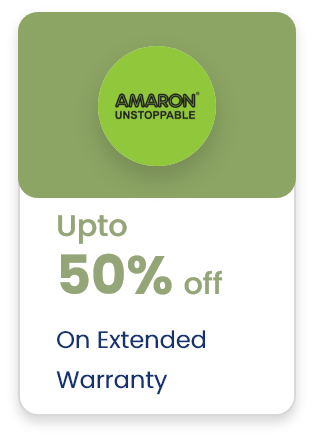 AMARON®
UNSTOPPABLE
Upto
50% off
On Extended
Warranty